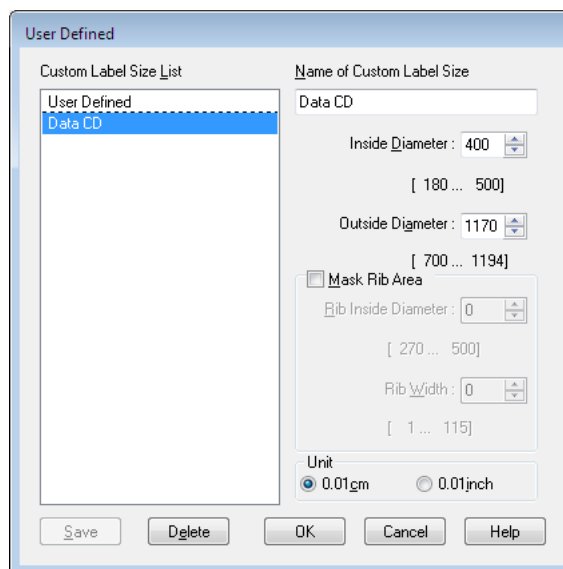 User Defined
Custom Label Size List
User Defined
Data CD
Name of Custom Label Size
Data CD
Inside Diameter : 400
[ 180 ... 500]
Outside Diameter : 1170
[ 700 ... 1194]
Mask Rib Area
Rib Inside Diameter : 0
[ 270 ... 500]
Rib Width : 0
[ 1 ... 115]
Unit
0.01cm 0.01inch
Save Delete OK Cancel Help